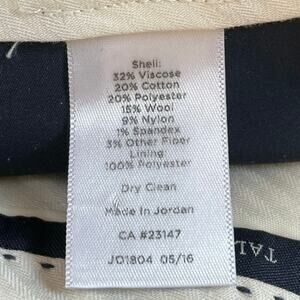 Shell:
32% Viscose
20% Cotton
20% Polyester
15% Wool
9% Nylon
1% Spandex
3% Other Fiber
Lining
100% Polyester
Dry Clean
Made in Jordan
CA #23147
JO1804 05/16
TAL